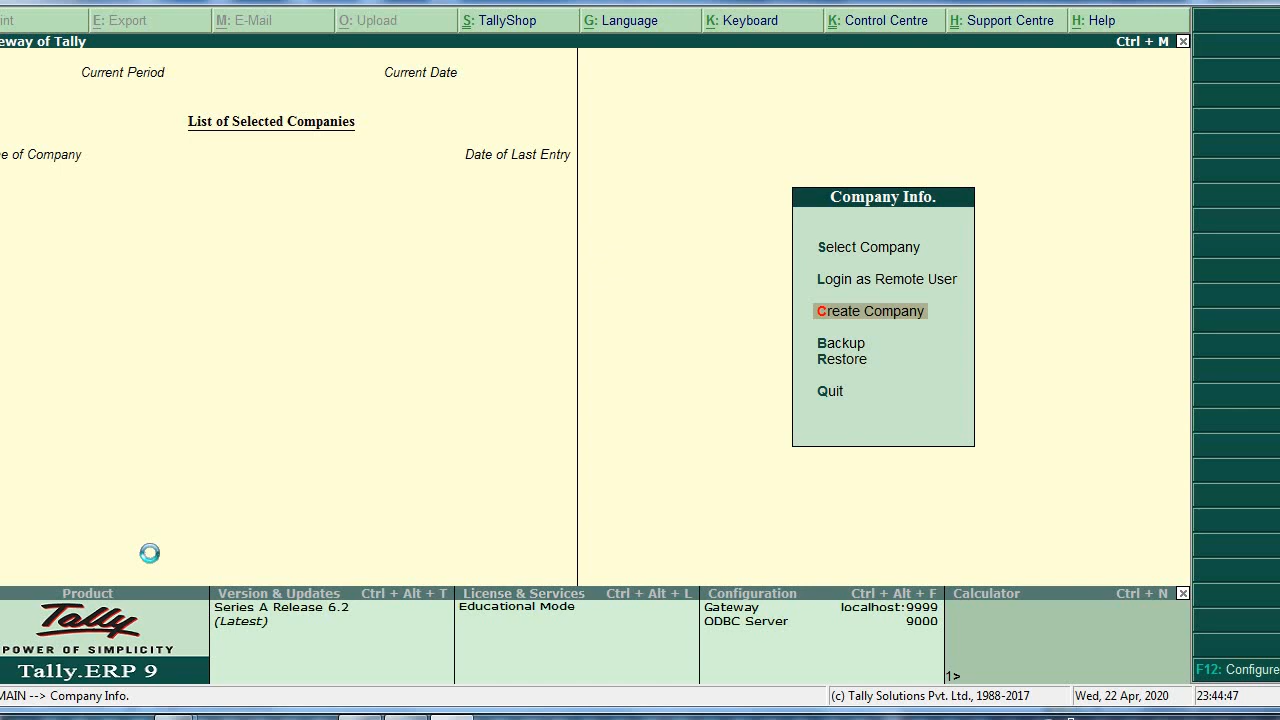 int E: Export M: E-Mail O: Upload S: TallyShop G: Language K: Keyboard K: Control Centre H: Support Centre H: Help
eway of Tally Ctrl + M
Current Period Current Date
List of Selected Companies
e of Company Date of Last Entry
Company Info.
Select Company
Login as Remote User
Create Company
Backup
Restore
Quit
Product Version & Updates Ctrl + Alt + T License & Services Ctrl + Alt + L Configuration Ctrl + Alt + F Calculator Ctrl + N
Series A Release 6.2 Educational Mode Gateway localhost:9999
(Latest) ODBC Server 9000
Tally
POWER OF SIMPLICITY
Tally.ERP 9
1>
F12: Configure
MAIN --> Company Info. (c) Tally Solutions Pvt. Ltd., 1988-2017 Wed, 22 Apr, 2020 23:44:47